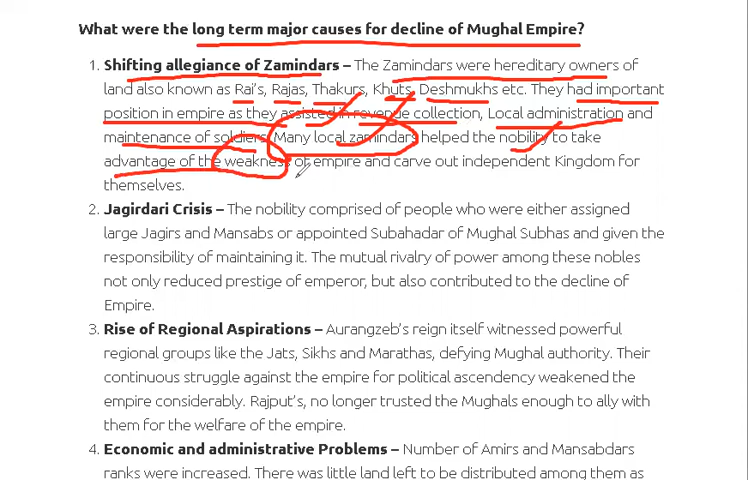 What were the long term major causes for decline of Mughal Empire?
1. Shifting allegiance of Zamindars – The Zamindars were hereditary owners of
land also known as Rai's, Rajas, Thakurs, Khuts, Deshmukhs etc. They had important
position in empire as they assisted in revenue collection, Local administration and
maintenance of soldiers. Many local zamindars helped the nobility to take
advantage of the weakness of empire and carve out independent Kingdom for
themselves.
2. Jagirdari Crisis – The nobility comprised of people who were either assigned
large Jagirs and Mansabs or appointed Subahadar of Mughal Subhas and given the
responsibility of maintaining it. The mutual rivalry of power among these nobles
not only reduced prestige of emperor, but also contributed to the decline of
Empire.
3. Rise of Regional Aspirations – Aurangzeb's reign itself witnessed powerful
regional groups like the Jats, Sikhs and Marathas, defying Mughal authority. Their
continuous struggle against the empire for political ascendency weakened the
empire considerably. Rajput's, no longer trusted the Mughals enough to ally with
them for the welfare of the empire.
4. Economic and administrative Problems – Number of Amirs and Mansabdars
ranks were increased. There was little land left to be distributed among them as